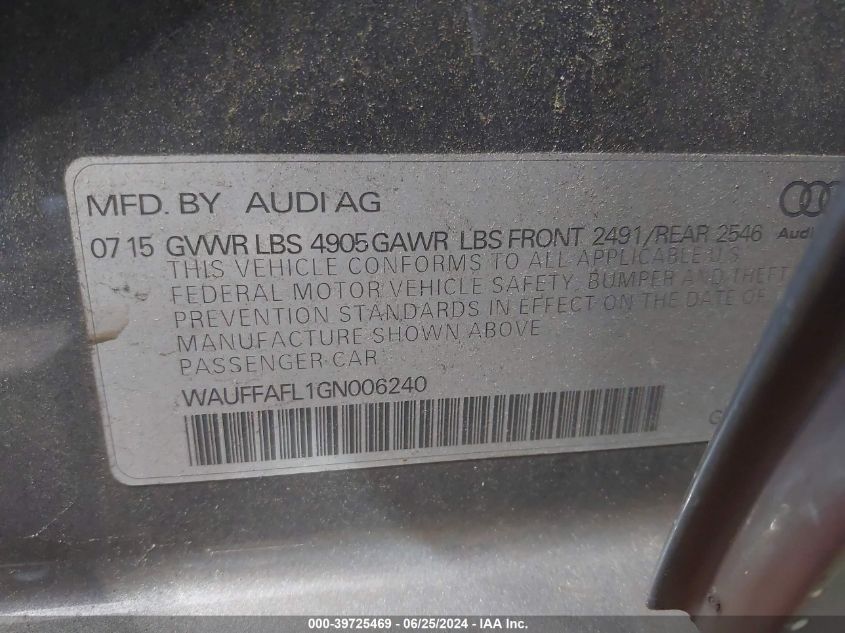 MFD. BY AUDI AG
07 15 GVWR LBS 4905 GAWR LBS FRONT 2491/REAR 2546
Audi
THIS VEHICLE CONFORMS TO ALL APPLICABLE U.S.
FEDERAL MOTOR VEHICLE SAFETY, BUMPER AND THEFT
PREVENTION STANDARDS IN EFFECT ON THE DATE OF
MANUFACTURE SHOWN ABOVE
PASSENGER CAR
WAUFFAFL1GN006240
000-39725469 - 06/25/2024 - IAA Inc.